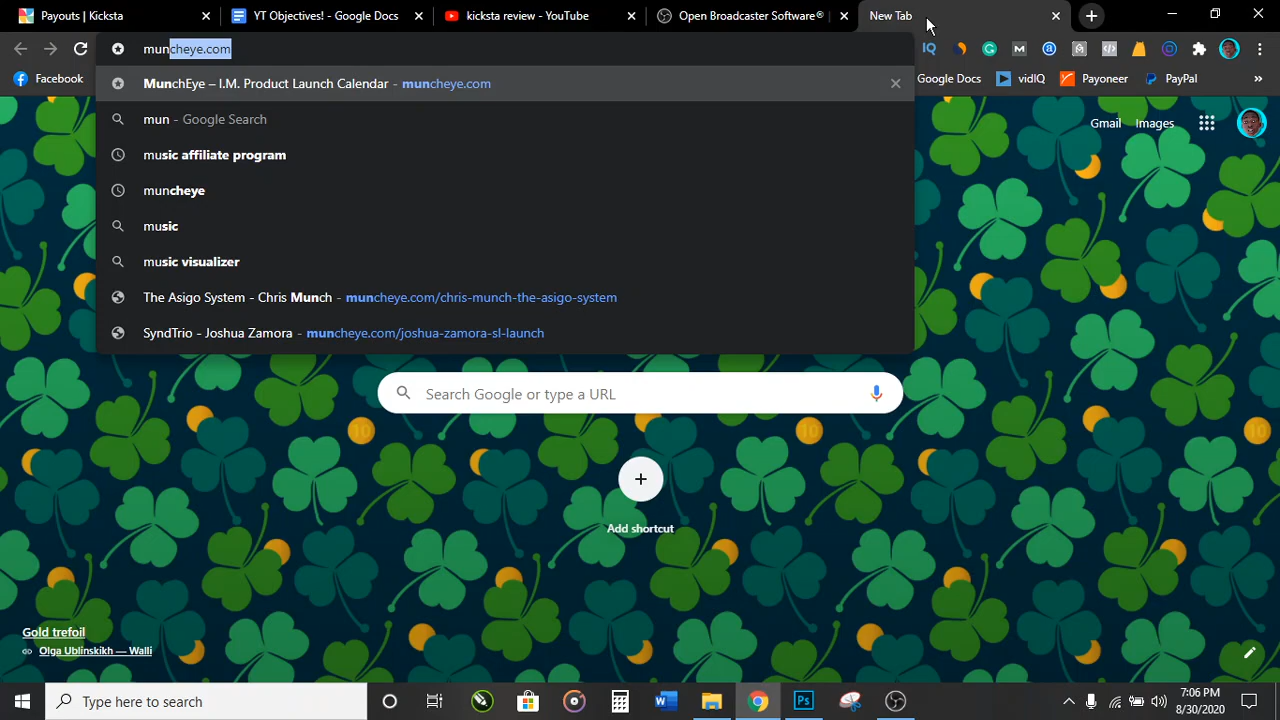 Payouts | Kicksta
YT Objectives! - Google Docs
kicksta review - YouTube
Open Broadcaster Software®
New Tab
muncheye.com
Facebook
Google Docs
vidIQ
Payoneer
PayPal
MunchEye – I.M. Product Launch Calendar - muncheye.com
mun - Google Search
music affiliate program
muncheye
music
music visualizer
The Asigo System - Chris Munch - muncheye.com/chris-munch-the-asigo-system
SyndTrio - Joshua Zamora - muncheye.com/joshua-zamora-sl-launch
Gmail Images
Search Google or type a URL
Add shortcut
Gold trefoil
Olga Ublinskikh — Walli
Type here to search
7:06 PM
8/30/2020